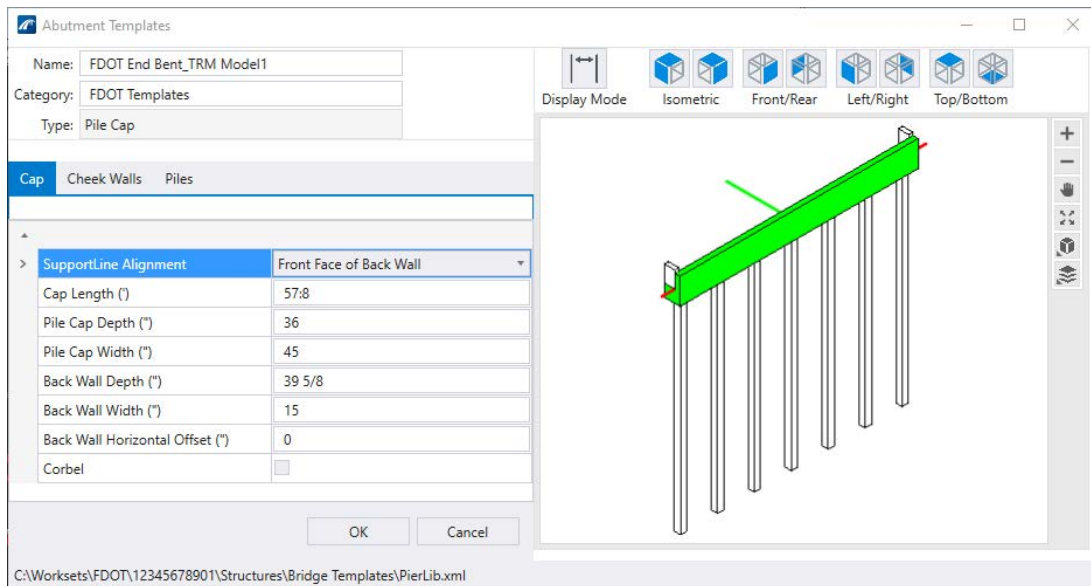 Abutment Templates
Name: FDOT End Bent_TRM Model1
Category: FDOT Templates
Type: Pile Cap
Display Mode Isometric Front/Rear Left/Right Top/Bottom
Cap Cheek Walls Piles
SupportLine Alignment Front Face of Back Wall
Cap Length (') 57:8
Pile Cap Depth (") 36
Pile Cap Width (") 45
Back Wall Depth (") 39 5/8
Back Wall Width (") 15
Back Wall Horizontal Offset (") 0
Corbel
OK Cancel
C:\Worksets\FDOT\12345678901\Structures\Bridge Templates\PierLib.xml